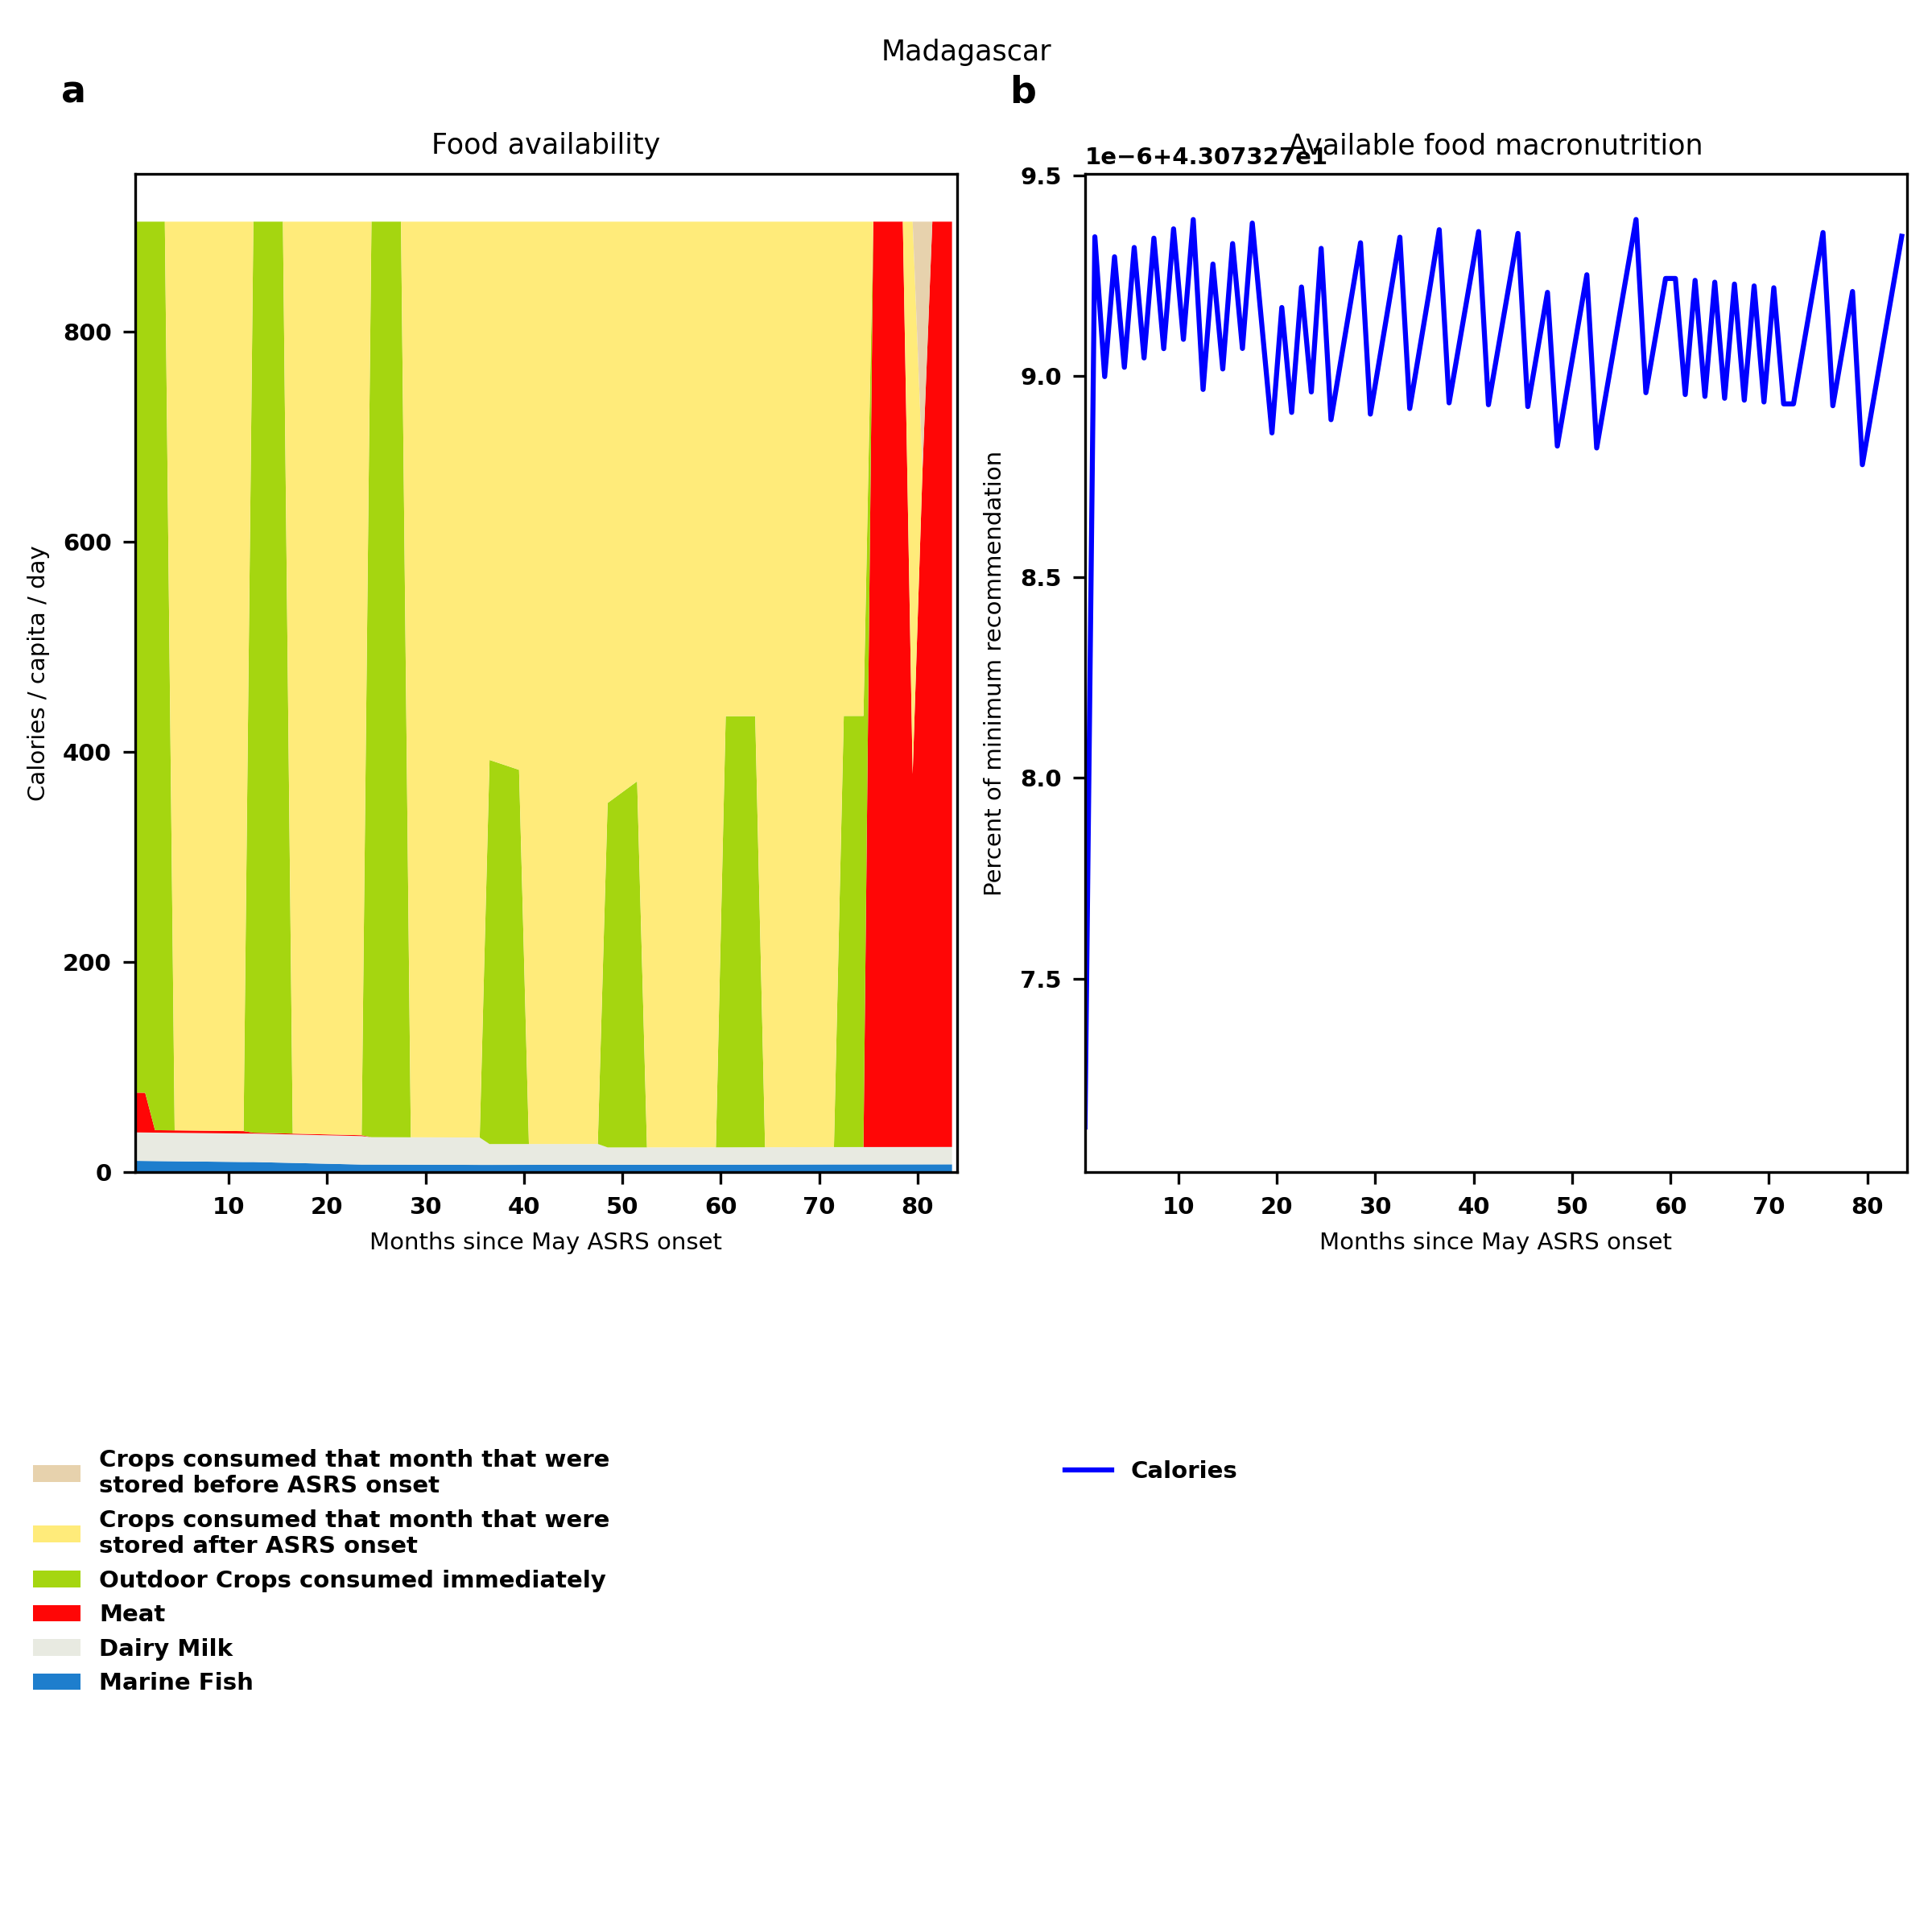 Madagascar
a
Food availability
800
600
400
200
0
Calories / capita / day
10 20 30 40 50 60 70 80
Months since May ASRS onset
b
Available food macronutrition
1e−6+4.307327e1
9.5
9.0
8.5
8.0
7.5
Percent of minimum recommendation
10 20 30 40 50 60 70 80
Months since May ASRS onset
Crops consumed that month that were
stored before ASRS onset
Crops consumed that month that were
stored after ASRS onset
Outdoor Crops consumed immediately
Meat
Dairy Milk
Marine Fish
Calories